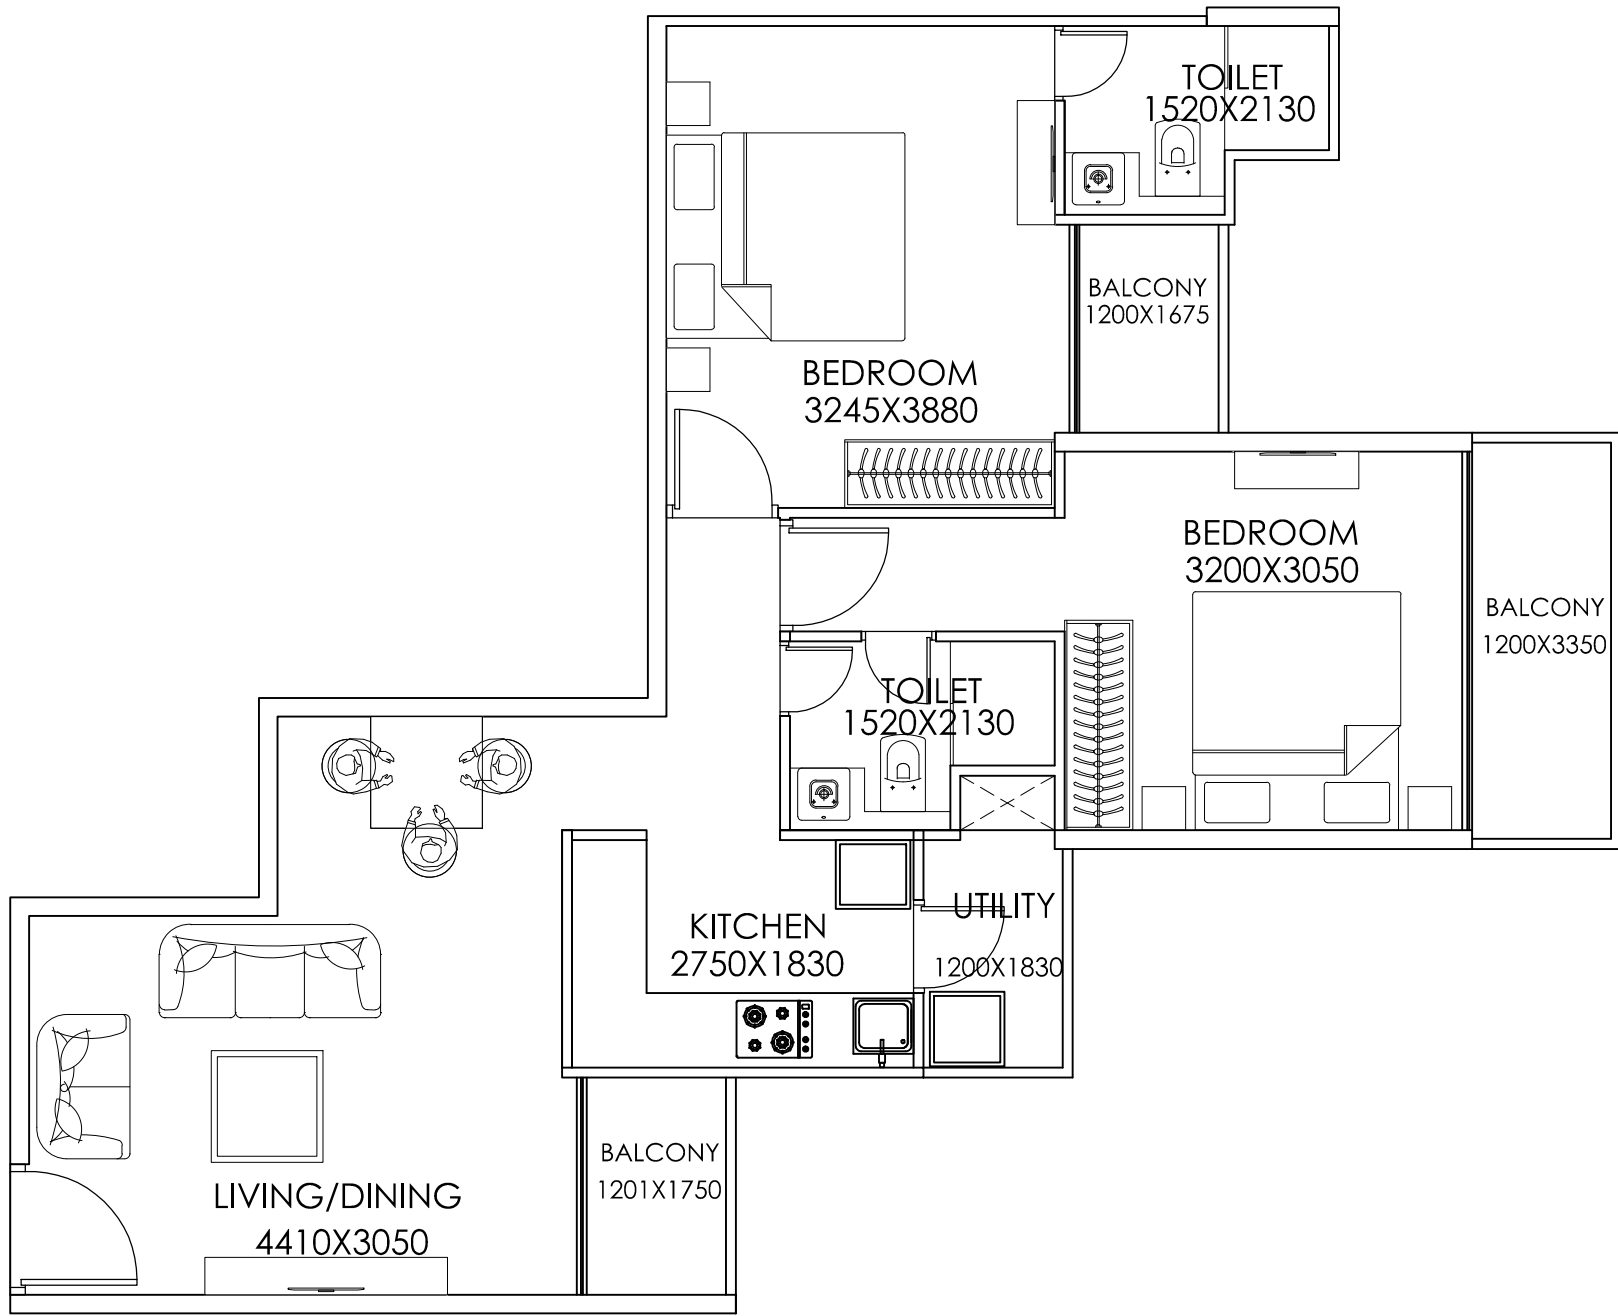 TOILET
1520X2130
BALCONY
1200X1675
BEDROOM
3245X3880
BEDROOM
3200X3050
BALCONY
1200X3350
TOILET
1520X2130
UTILITY
1200X1830
KITCHEN
2750X1830
BALCONY
1201X1750
LIVING/DINING
4410X3050